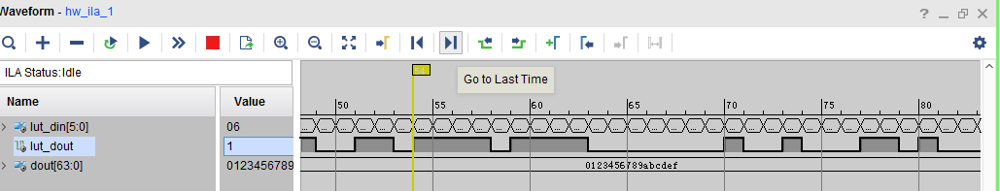 Waveform - hw_ila_1
ILA Status:Idle
Go to Last Time
Name
Value
50
55
60
65
70
75
80
lut_din[5:0]
06
lut_dout
1
dout[63:0]
0123456789
0123456789abcdef